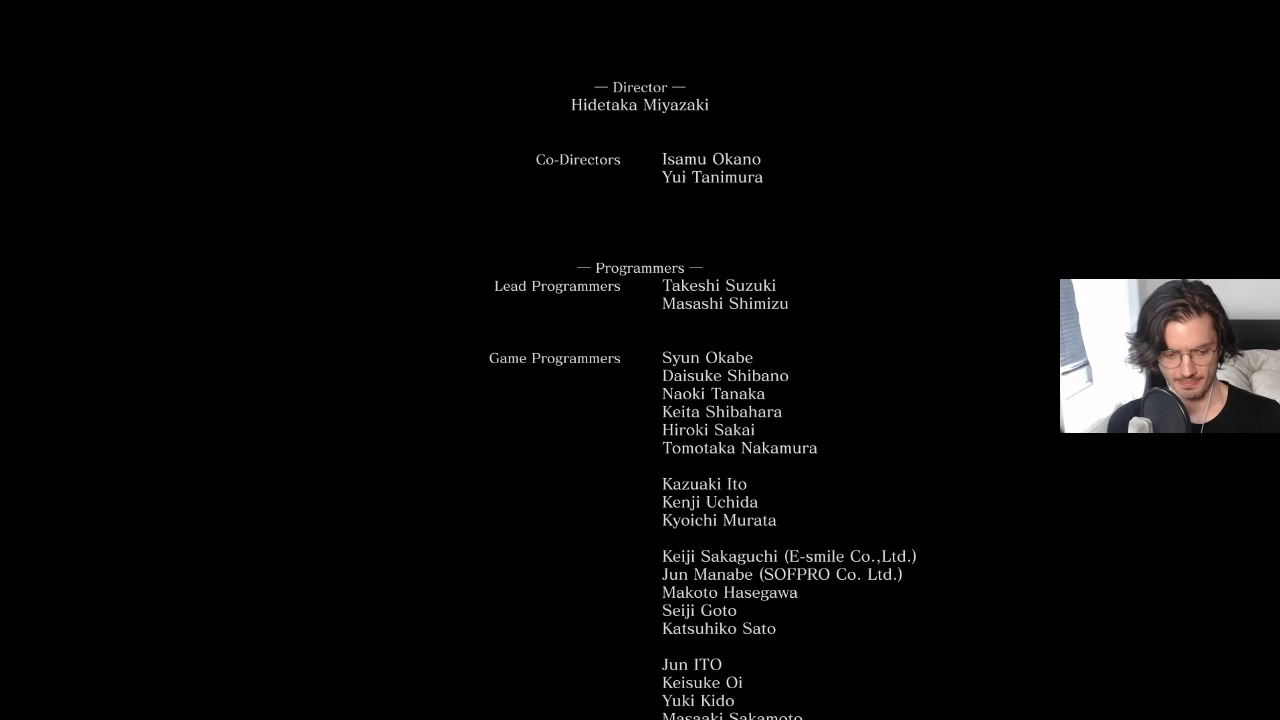 — Director —
Hidetaka Miyazaki
Co-Directors Isamu Okano
Yui Tanimura
— Programmers —
Lead Programmers Takeshi Suzuki
Masashi Shimizu
Game Programmers Syun Okabe
Daisuke Shibano
Naoki Tanaka
Keita Shibahara
Hiroki Sakai
Tomotaka Nakamura
Kazuaki Ito
Kenji Uchida
Kyoichi Murata
Keiji Sakaguchi (E-smile Co.,Ltd.)
Jun Manabe (SOFPRO Co. Ltd.)
Makoto Hasegawa
Seiji Goto
Katsuhiko Sato
Jun ITO
Keisuke Oi
Yuki Kido
Masaaki Sakamoto